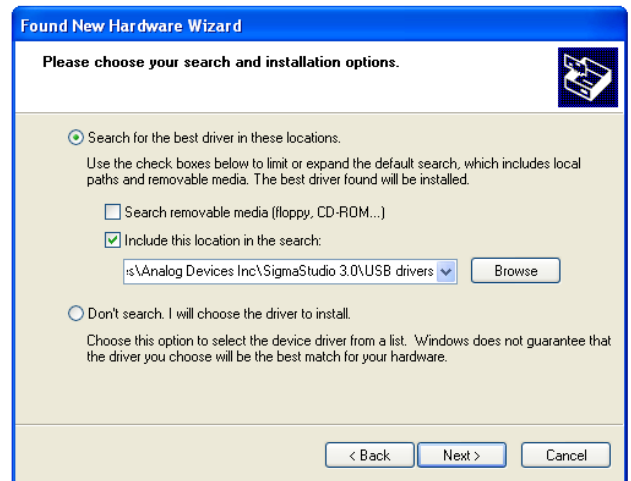 Found New Hardware Wizard
Please choose your search and installation options.
Search for the best driver in these locations.
Use the check boxes below to limit or expand the default search, which includes local
paths and removable media. The best driver found will be installed.
Search removable media (floppy, CD-ROM...)
Include this location in the search:
:s\Analog Devices Inc\SigmaStudio 3.0\USB drivers
Browse
Don't search. I will choose the driver to install.
Choose this option to select the device driver from a list. Windows does not guarantee that
the driver you choose will be the best match for your hardware.
< Back
Next >
Cancel